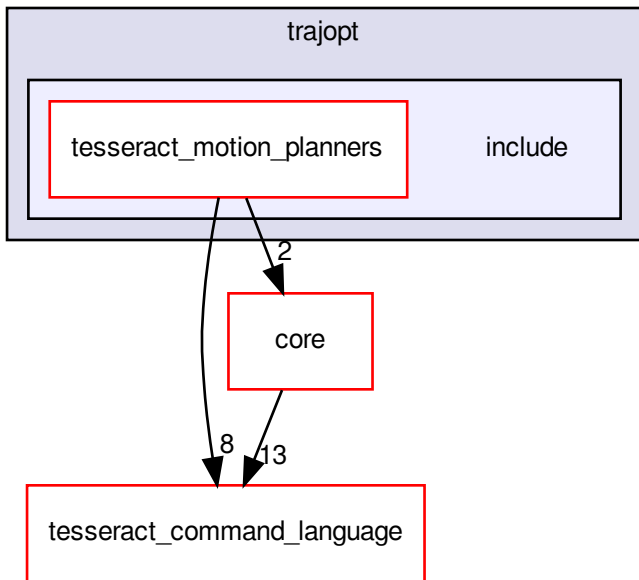 trajopt
tesseract_motion_planners
include
2
core
8
13
tesseract_command_language